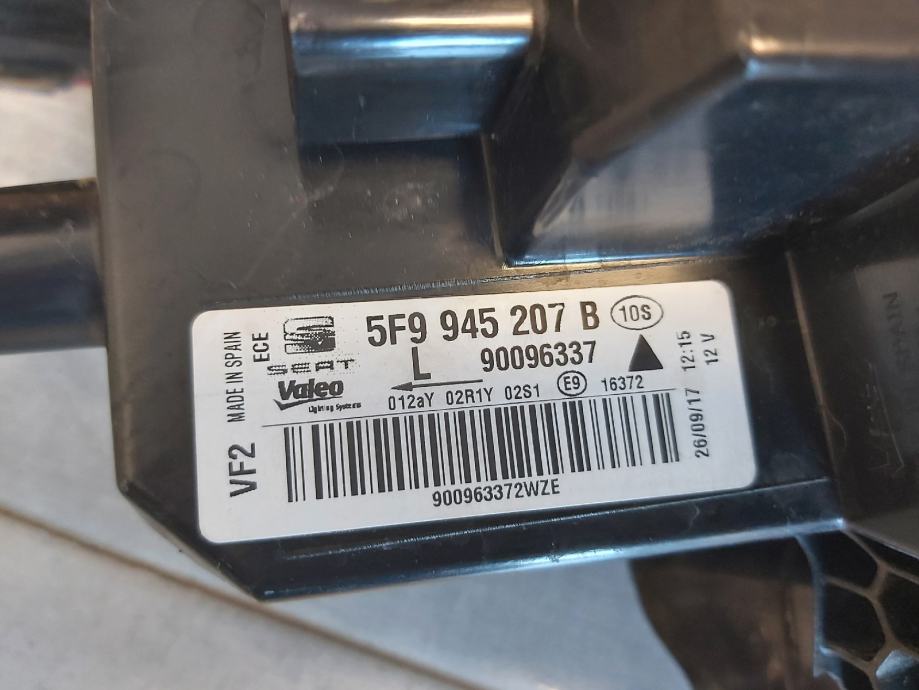 MADE IN SPAIN
VF2
ECE
SEAT
Valeo
Lighting Systems
5F9 945 207 B
10S
L
90096337
012aY 02R1Y 02S1 E9 16372
26/09/17 12:15
12 V
900963372WZE
SPAIN